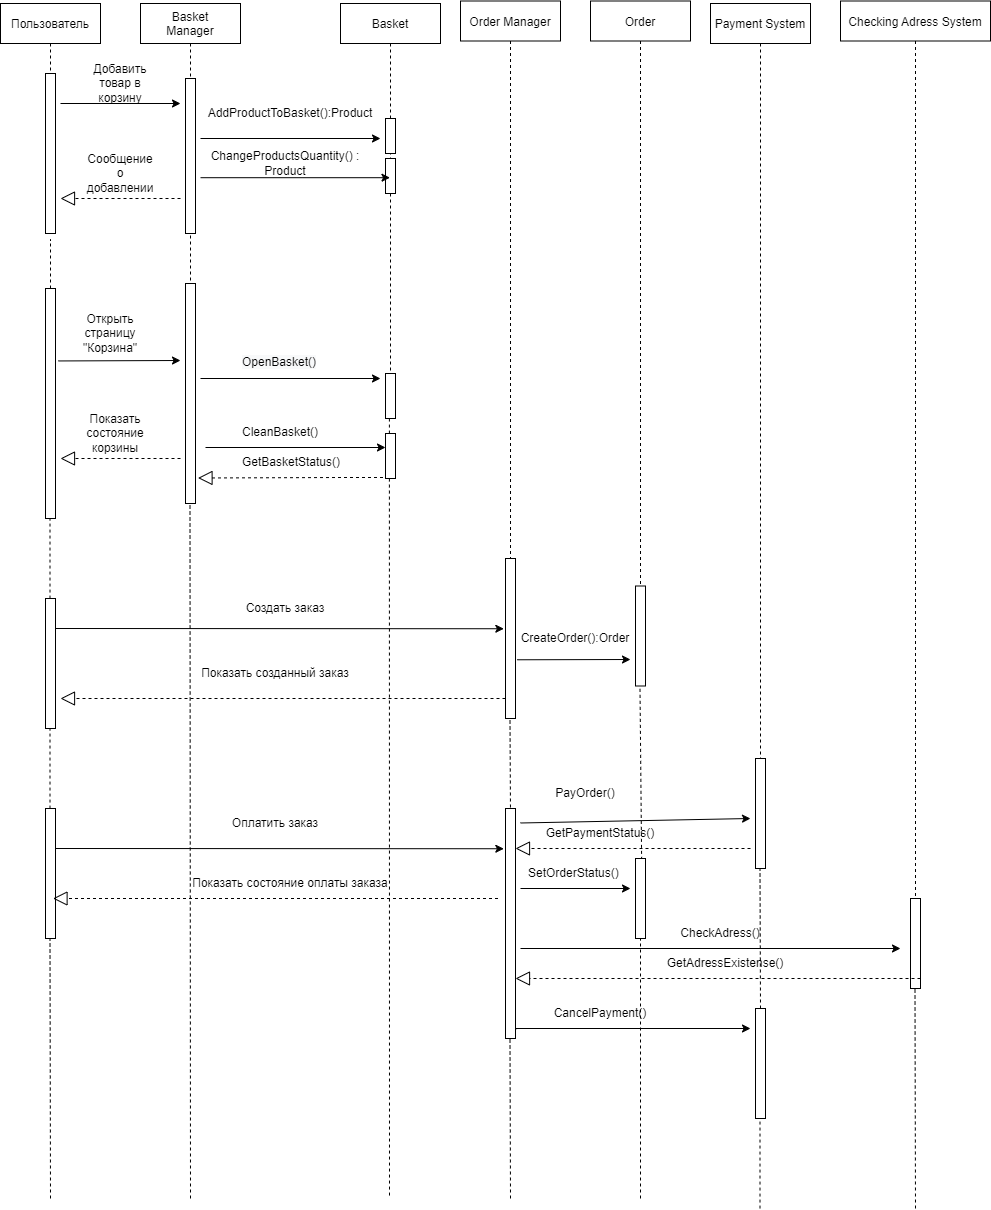 Пользователь
Basket
Manager
Basket
Order Manager
Order
Payment System
Checking Adress System
Добавить
товар в
корзину
AddProductToBasket():Product
ChangeProductsQuantity() :
Product
Сообщение
о
добавлении
Открыть
страницу
"Корзина"
OpenBasket()
Показать
состояние
корзины
CleanBasket()
GetBasketStatus()
Создать заказ
CreateOrder():Order
Показать созданный заказ
PayOrder()
Оплатить заказ
GetPaymentStatus()
SetOrderStatus()
Показать состояние оплаты заказа
CheckAdress()
GetAdressExistense()
CancelPayment()